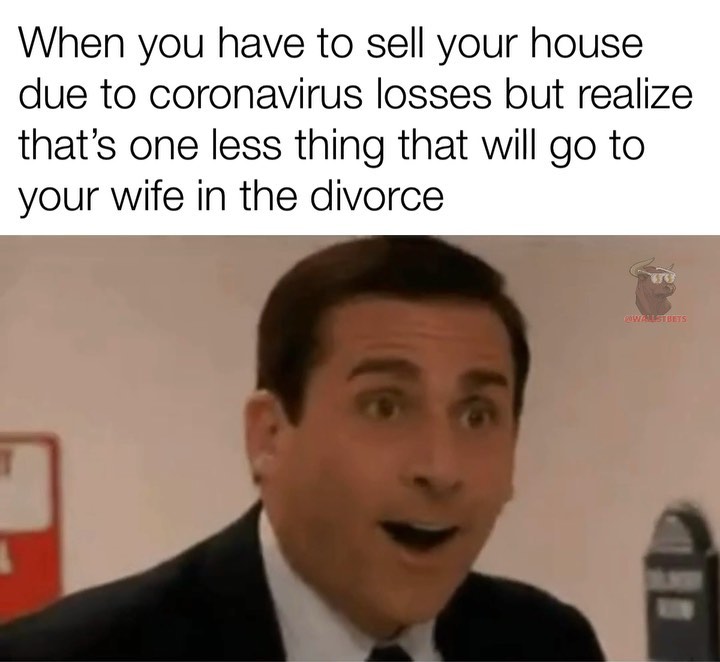 When you have to sell your house
due to coronavirus losses but realize
that's one less thing that will go to
your wife in the divorce